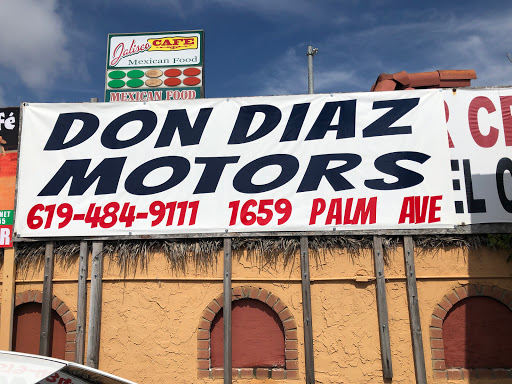 Jalisco CAFE
Mexican Food
MEXICAN FOOD
DON DIAZ
MOTORS
619-484-9111 1659 PALM AVE